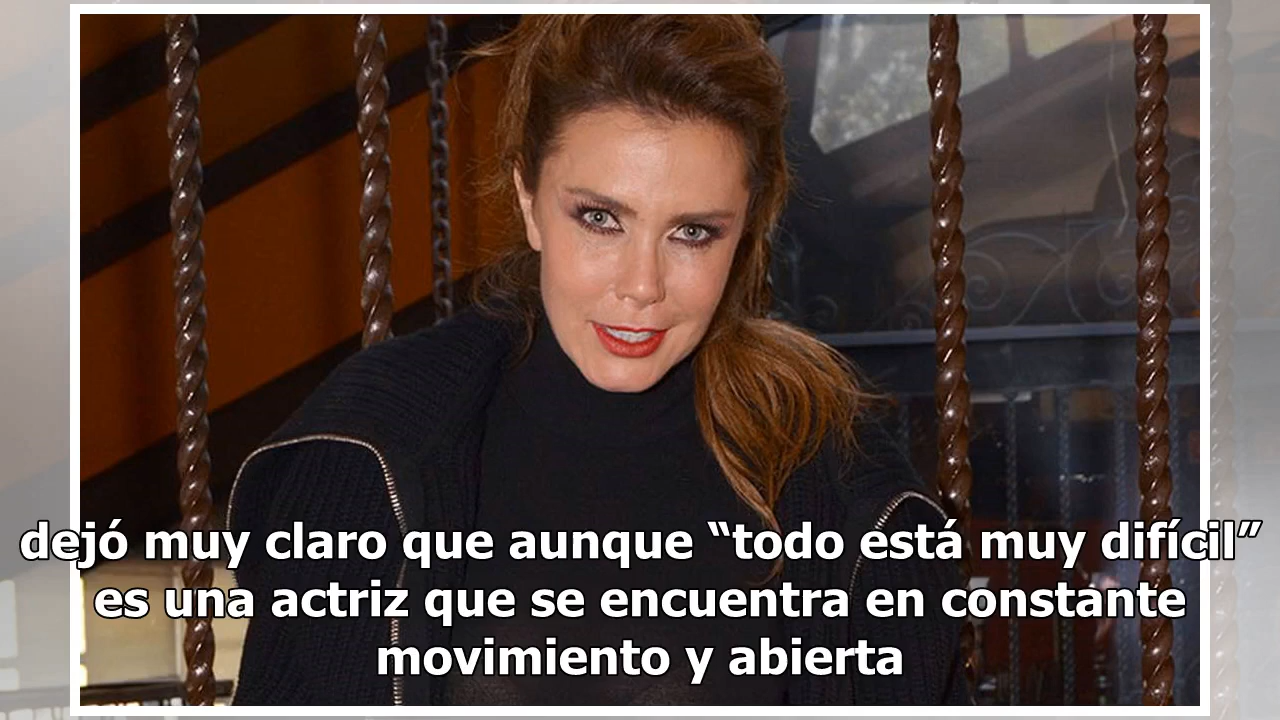 dejó muy claro que aunque “todo está muy difícil”
es una actriz que se encuentra en constante
movimiento y abierta